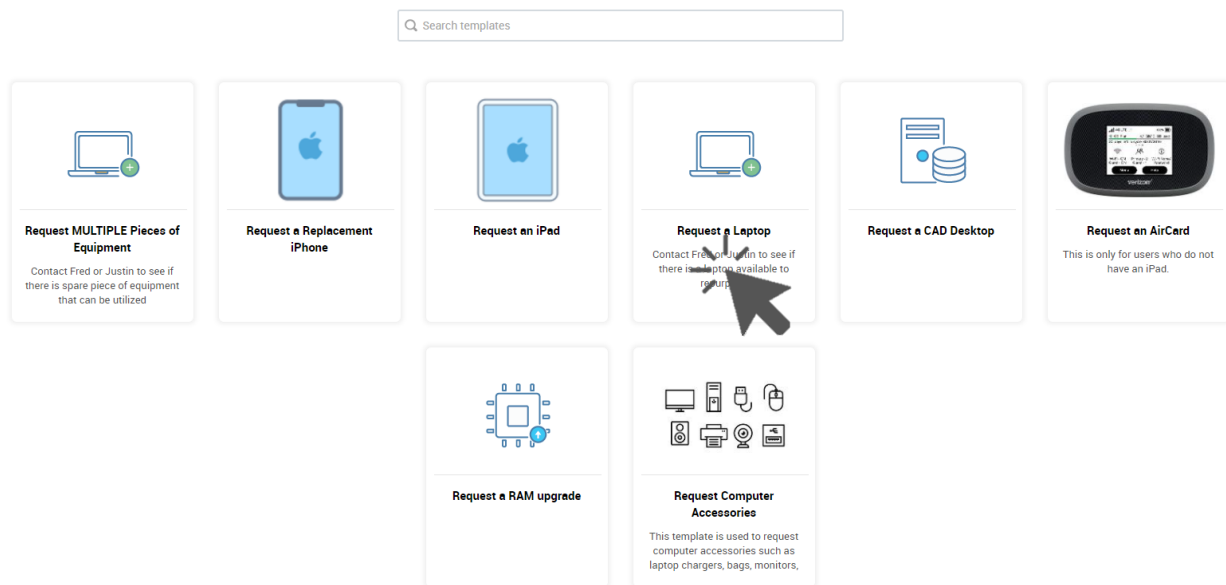 Search templates
Request MULTIPLE Pieces of
Equipment
Contact Fred or Justin to see if
there is spare piece of equipment
that can be utilized
Request a Replacement
iPhone
Request an iPad
Request a Laptop
Contact Fred or Justin to see if
there is a laptop available to
Request a CAD Desktop
verizon
Request an AirCard
This is only for users who do not
have an iPad.
Request a RAM upgrade
Request Computer
Accessories
This template is used to request
computer accessories such as
laptop chargers, bags, monitors,